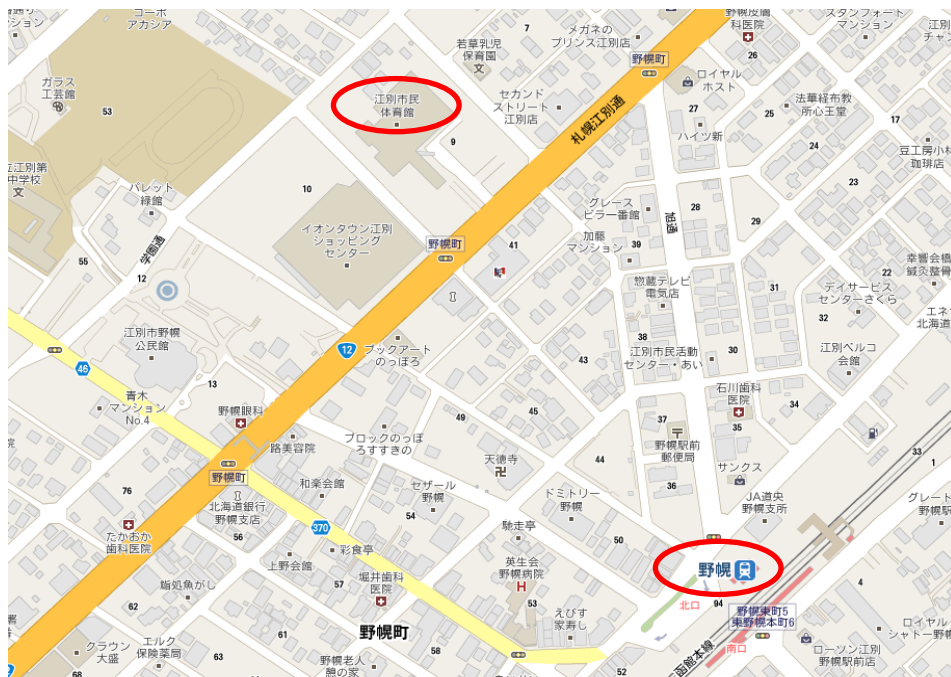 コーポ
アカシア
若草乳児
保育園
メガネの
プリンス江別店
野幌皮膚
科医院
スタンフォート
マンション
野幌町
26
27
25
ガラス
工芸館
53
江別市民
体育館
セカンド
ストリート
江別店
ロイヤル
ホスト
法華経布教
所心王堂
17
札幌江別通
ハイツ新
9
24
豆工房小林
珈琲店
立江別第
中学校
10
パレット
緑館
23
グレース
ビラ一番館
28
イオンタウン江別
ショッピング
センター
旭通
29
野幌町
41
加藤
マンション
39
学園通
55
12
幸響会橋
鍼灸整骨
22
惣蔵テレビ
電気店
31
デイサービス
センターさくら
32
38
江別市野幌
公民館
12
ブックアート
のっぽろ
43
江別市民活動
センター・あい
30
江別ベルコ
会館
46
13
石川歯科
医院
青木
マンション
No.4
野幌眼科
49
45
37
34
35
路美容院
ブロックのっぽ
ろすすきの
野幌駅前
郵便局
天徳寺
44
サンクス
33
1
野幌町
和楽会館
セザール
野幌
36
76
北海道銀行
野幌支店
ドミトリー
野幌
JA道央
野幌支所
370
54
たかおか
歯科医院
56
馳走亭
50
彩食亭
上野会館
英生会
野幌病院
野幌
鮨処魚がし
57
堀井歯科
医院
4
62
53
北口
94
野幌東町5
東野幌本町6
えびす
家寿し
61
野幌町
クラウン
大盛
エルク
保険薬局
63
58
野幌老人
憩の家
52
函館本線
南口
ローソン江別
野幌駅前店
ロイヤル
シャトー野幌
68